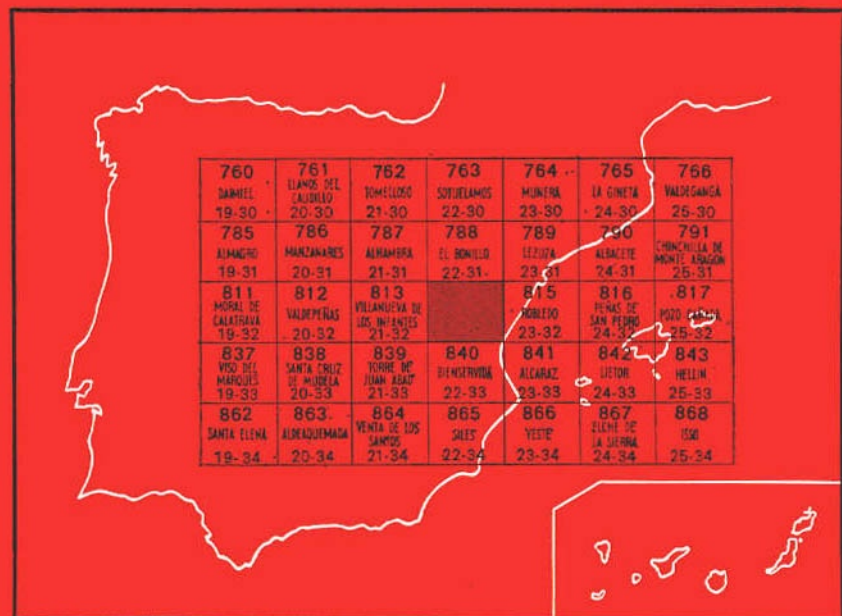 760 761 762 763 764 765 766
DAIMIEL LLANOS DEL CAUDILLO TOMELLOSO SOTUELAMOS MUNERA LA GINETA VALDEGANGA
19-30 20-30 21-30 22-30 23-30 24-30 25-30
785 786 787 788 789 790 791
ALMAGRO MANZANARES ALHAMBRA EL BONILLO LEZUZA ALBACETE CHINCHILLA DE MONTE ARAGON
19-31 20-31 21-31 22-31 23-31 24-31 25-31
811 812 813 815 816 817
MORAL DE CALATRAVA VALDEPEÑAS VILLANUEVA DE LOS INFANTES ROBLEDO PEÑAS DE SAN PEDRO POZO
19-32 20-32 21-32 23-32 24-32 25-32
837 838 839 840 841 842 843
VISO DEL MARQUES SANTA CRUZ DE MUDELA TORRE DE JUAN ABAD BIENSERVIDA ALCARAZ LIETOR HELLIN
19-33 20-33 21-33 22-33 23-33 24-33 25-33
862 863 864 865 866 867 868
SANTA ELENA ALDEAQUEMADA VENTA DE LOS SANTOS SILES YESTE ELCHE DE LA SIERRA ISSO
19-34 20-34 21-34 22-34 23-34 24-34 25-34